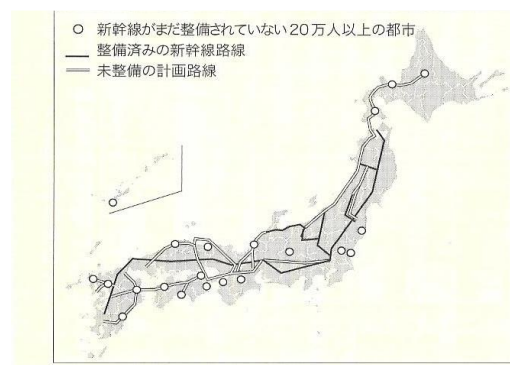 新幹線がまだ整備されていない20万人以上の都市
整備済みの新幹線路線
未整備の計画路線